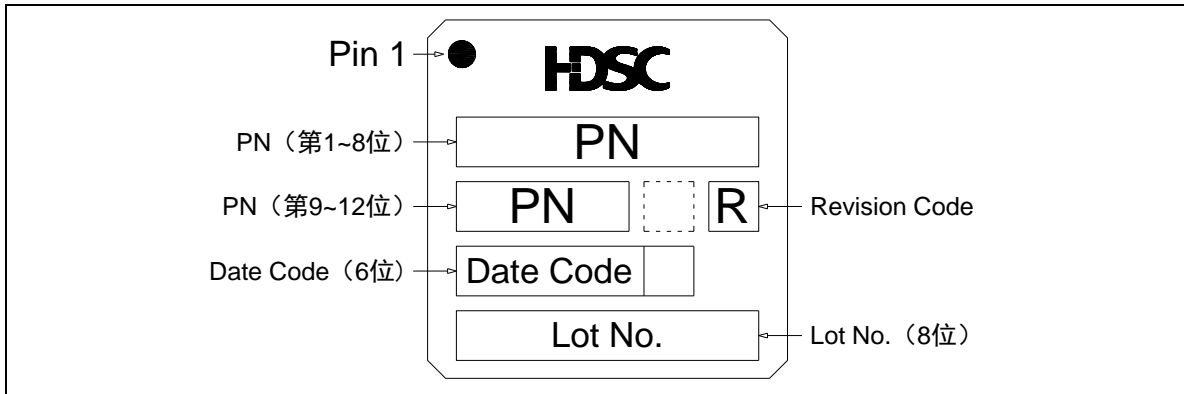 Pin 1
HDSC
PN（第1~8位） PN
PN（第9~12位） PN R Revision Code
Date Code（6位） Date Code
Lot No. Lot No.（8位）